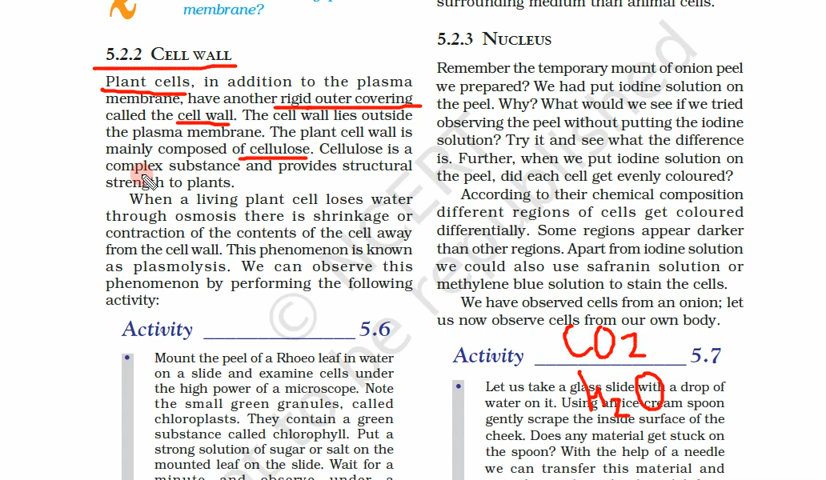 membrane?
5.2.2 CELL WALL
Plant cells, in addition to the plasma
membrane, have another rigid outer covering
called the cell wall. The cell wall lies outside
the plasma membrane. The plant cell wall is
mainly composed of cellulose. Cellulose is a
complex substance and provides structural
strength to plants.
When a living plant cell loses water
through osmosis there is shrinkage or
contraction of the contents of the cell away
from the cell wall. This phenomenon is known
as plasmolysis. We can observe this
phenomenon by performing the following
activity:
Activity ______________ 5.6
• Mount the peel of a Rhoeo leaf in water
on a slide and examine cells under
the high power of a microscope. Note
the small green granules, called
chloroplasts. They contain a green
substance called chlorophyll. Put a
strong solution of sugar or salt on the
mounted leaf on the slide. Wait for a
minute and observe under a
surrounding medium than animal cells.
5.2.3 NUCLEUS
Remember the temporary mount of onion peel
we prepared? We had put iodine solution on
the peel. Why? What would we see if we tried
observing the peel without putting the iodine
solution? Try it and see what the difference
is. Further, when we put iodine solution on
the peel, did each cell get evenly coloured?
According to their chemical composition
different regions of cells get coloured
differentially. Some regions appear darker
than other regions. Apart from iodine solution
we could also use safranin solution or
methylene blue solution to stain the cells.
We have observed cells from an onion; let
us now observe cells from our own body.
CO2
Activity ______________ 5.7
H2O
• Let us take a glass slide with a drop of
water on it. Using an ice-cream spoon
gently scrape the inside surface of the
cheek. Does any material get stuck on
the spoon? With the help of a needle
we can transfer this material and
© NCERT
to be republished